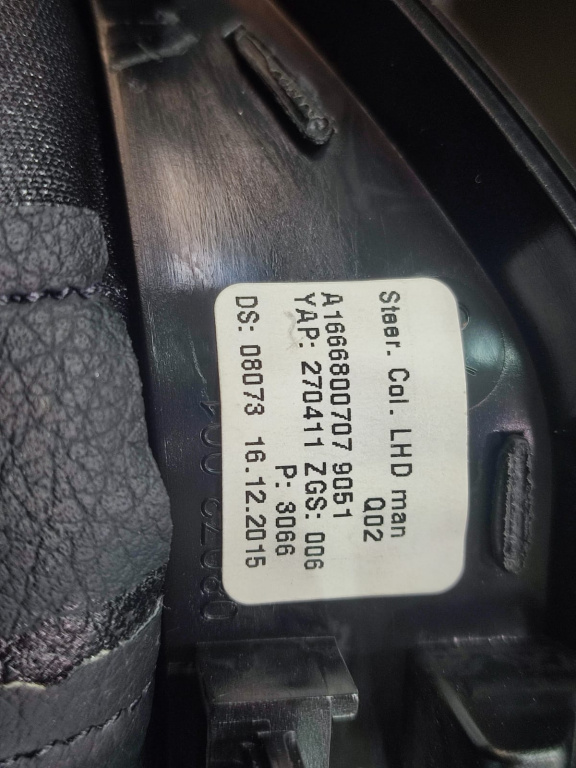 Steer. Col. LHD man
Q02
A1666800707 9051
YAP: 270411 ZGS: 006
P: 3066
DS: 08073 16.12.2015